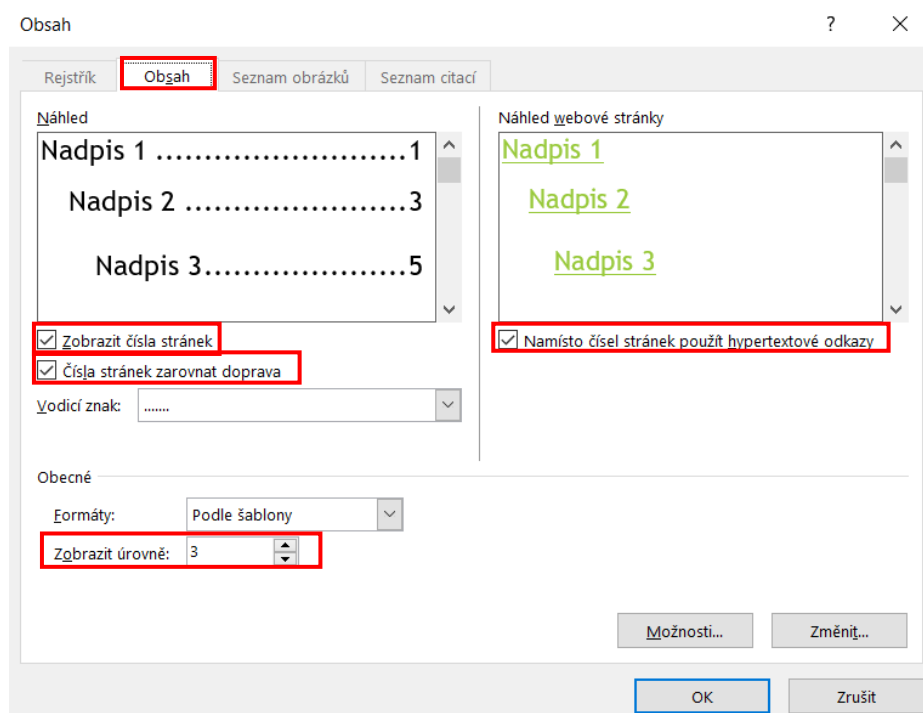 Obsah ?
Rejstřík Obsah Seznam obrázků Seznam citací
Náhled
Nadpis 1 ............................1
Nadpis 2 .........................3
Nadpis 3......................5
Zobrazit čísla stránek
Čísla stránek zarovnat doprava
Vodicí znak: .......
Náhled webové stránky
Nadpis 1
Nadpis 2
Nadpis 3
Namísto čísel stránek použít hypertextové odkazy
Obecné
Formáty: Podle šablony
Zobrazit úrovně: 3
Možnosti... Změnit...
OK Zrušit